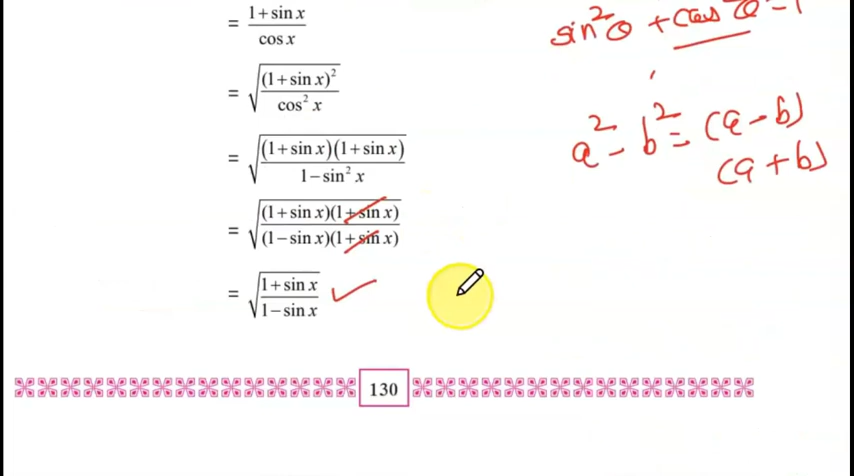 = (1+sin x)/(cos x)
= √((1+sin x)²/(cos² x))
= √((1+sin x)(1+sin x)/(1−sin² x))
= √((1+sin x)(1+sin x)/((1−sin x)(1+sin x)))
= √((1+sin x)/(1−sin x))
sin²θ + cos²θ = 1
a² − b² = (a − b)
(a + b)
130